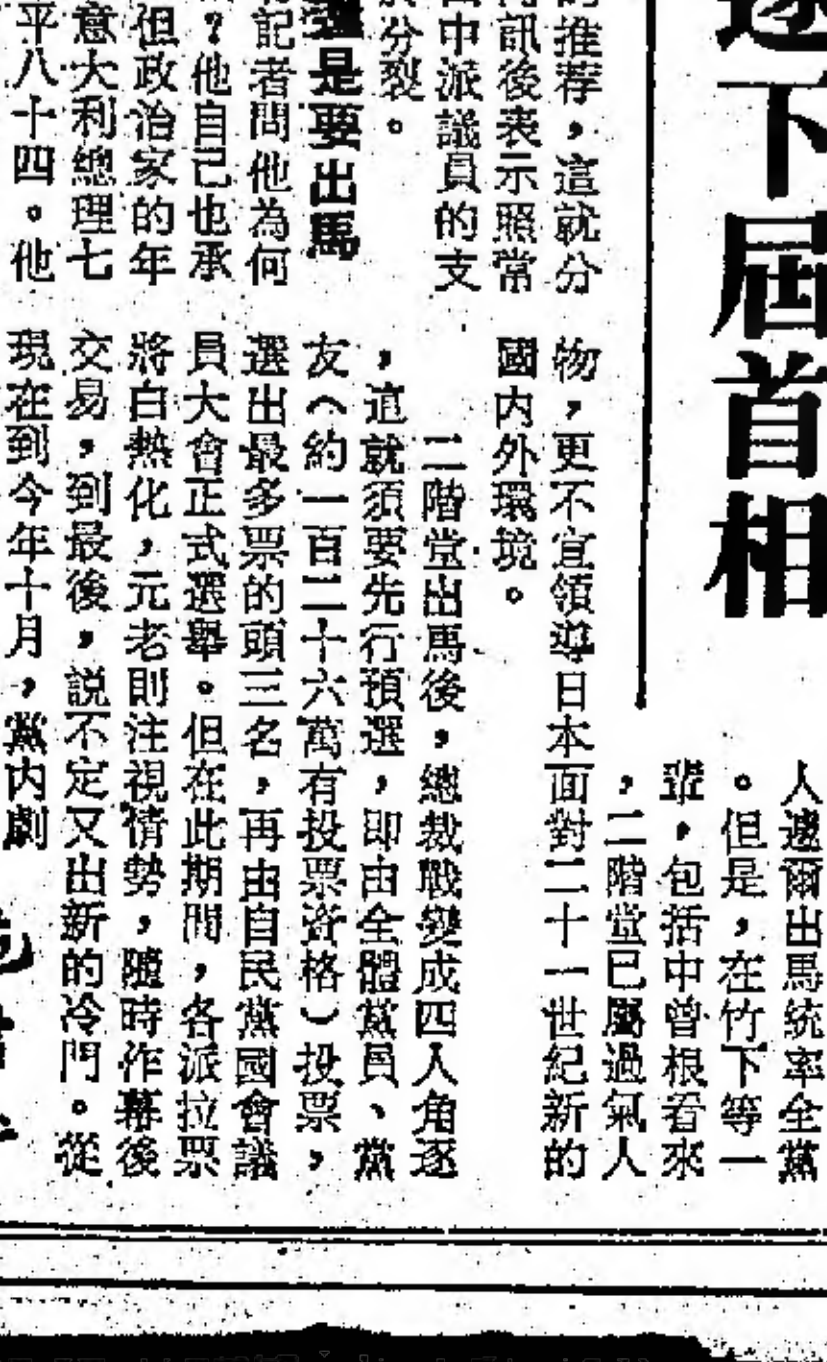 逐下屆首相
的推荐,這就分
訊後表示照常
田中派議員的支
於分裂。
還是要出馬
記者問他為何
?他自己也承
但政治家的年
意大利總理七
平八十四。他
人遽爾出馬統率全黨
。但是,在竹下等一
輩,包括中曾根看來
,二階堂已屬過氣人
物,更不宜領導日本面對二十一世紀新的
國內外環境。
二階堂出馬後,總裁戰變成四人角逐
,這就須要先行預選,即由全體黨員、黨
友(約一百二十六萬有投票資格)投票,
選出最多票的頭三名,再由自民黨國會議
員大會正式選舉。但在此期間,各派拉票
將白熱化,元老則注視情勢,隨時作幕後
交易,到最後,説不定又出新的冷門。從
現在到今年十月,黨内劇